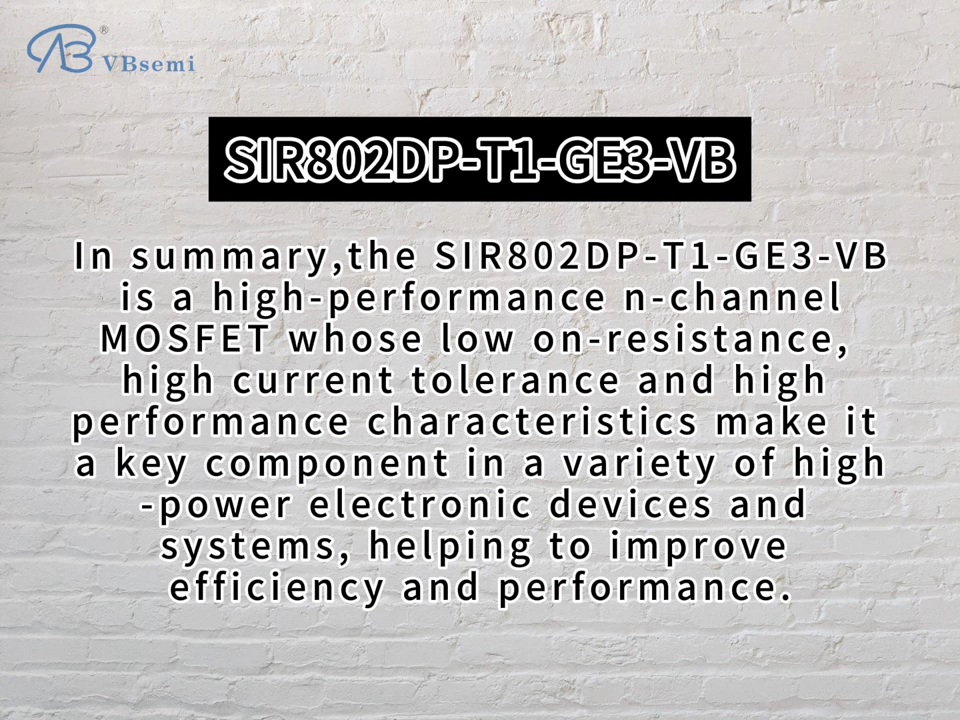 VBsemi
SIR802DP-T1-GE3-VB
In summary,the SIR802DP-T1-GE3-VB
is a high-performance n-channel
MOSFET whose low on-resistance,
high current tolerance and high
performance characteristics make it
a key component in a variety of high
-power electronic devices and
systems, helping to improve
efficiency and performance.